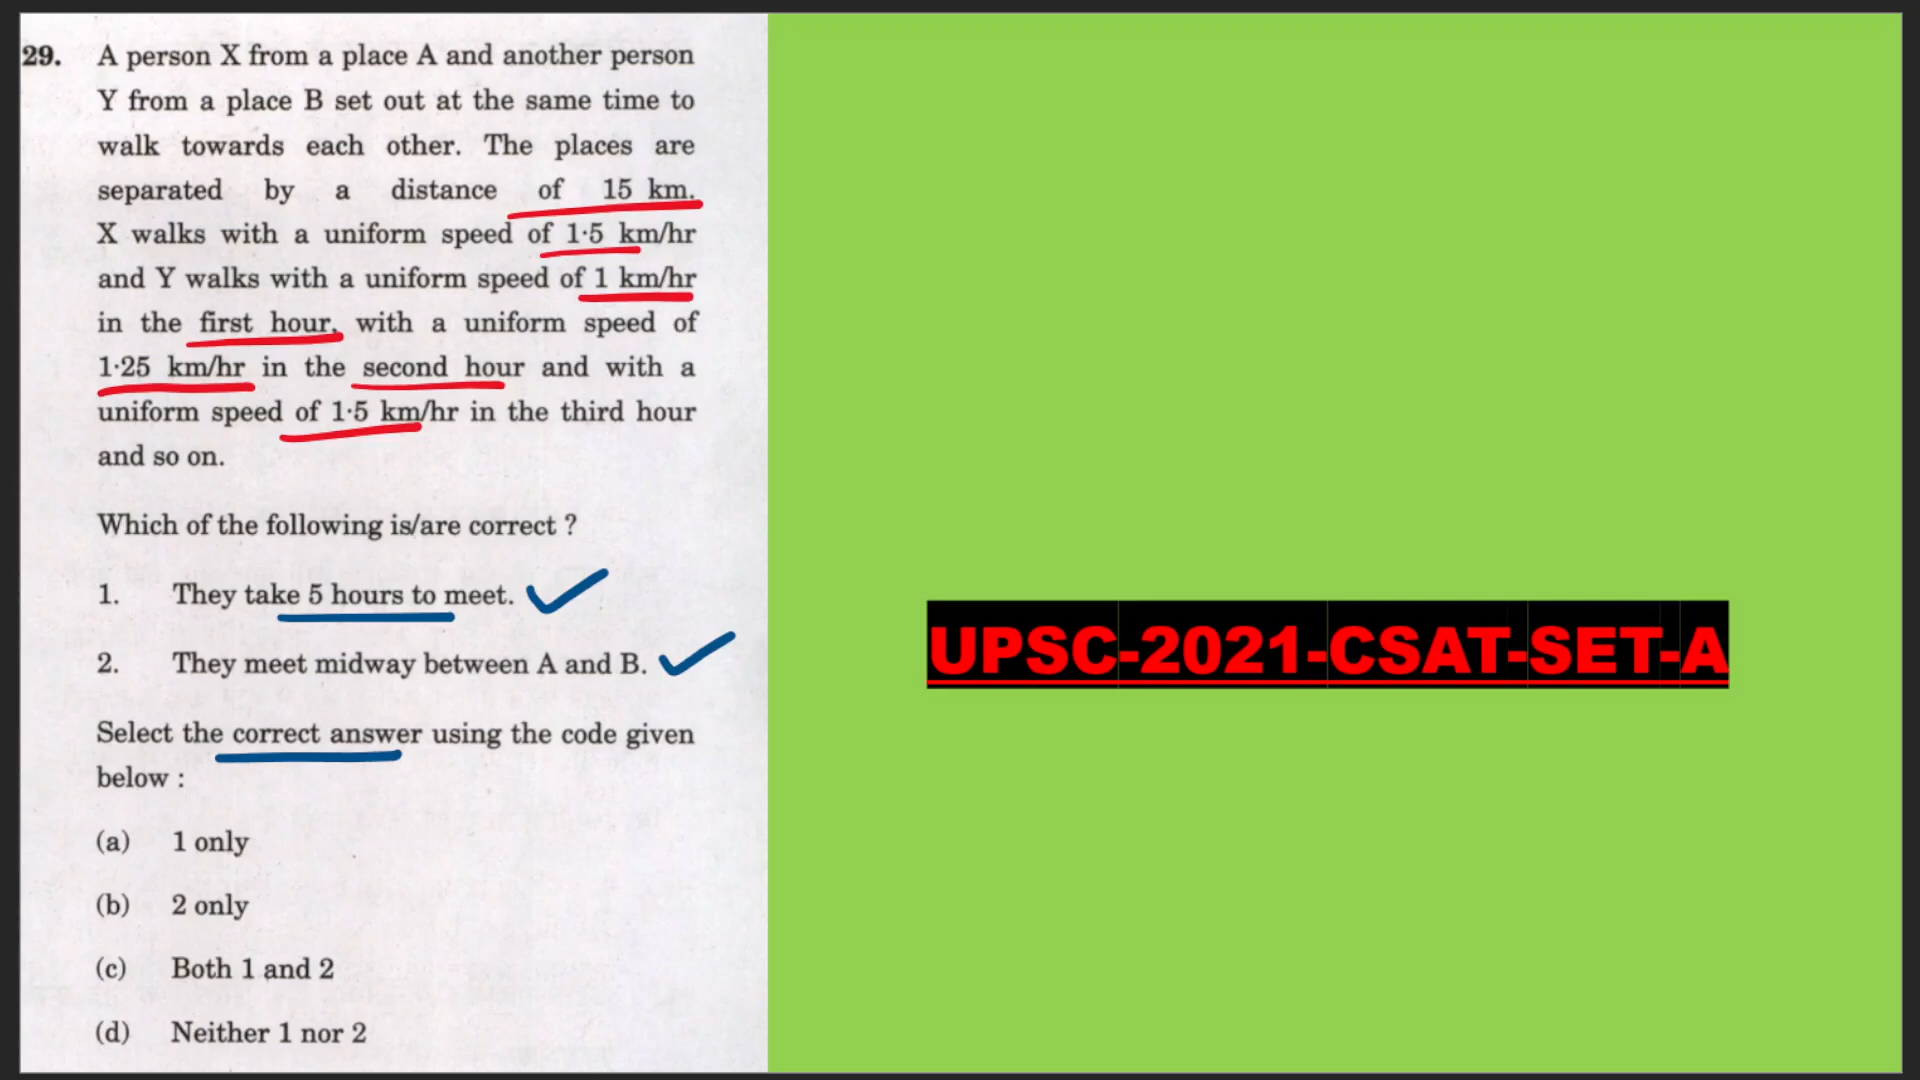 29. A person X from a place A and another person
Y from a place B set out at the same time to
walk towards each other. The places are
separated by a distance of 15 km.
X walks with a uniform speed of 1·5 km/hr
and Y walks with a uniform speed of 1 km/hr
in the first hour, with a uniform speed of
1·25 km/hr in the second hour and with a
uniform speed of 1·5 km/hr in the third hour
and so on.
Which of the following is/are correct ?
1. They take 5 hours to meet.
2. They meet midway between A and B.
Select the correct answer using the code given
below :
(a) 1 only
(b) 2 only
(c) Both 1 and 2
(d) Neither 1 nor 2
UPSC-2021-CSAT-SET-A